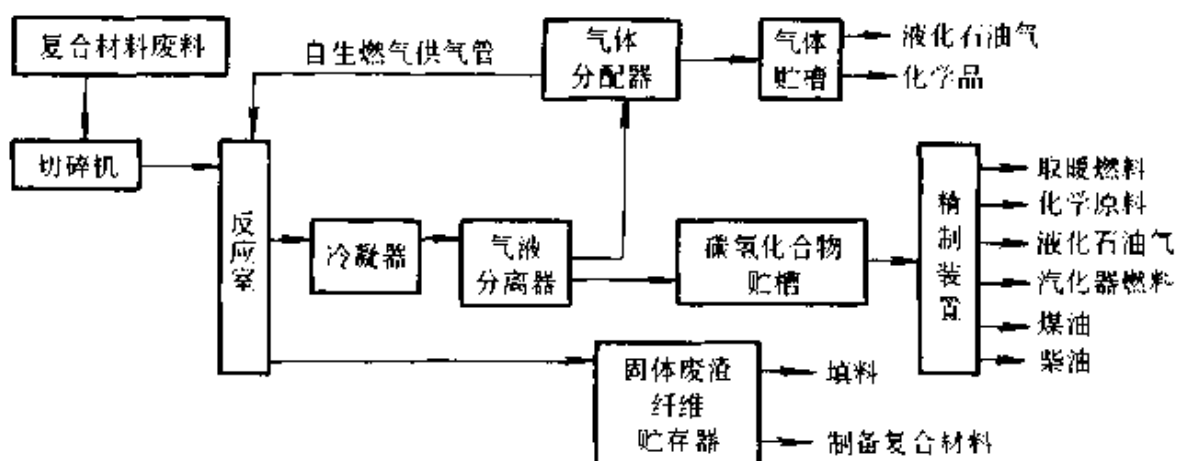 复合材料废料
切碎机
反应室
自生燃气供气管
气体
分配器
气体
贮槽
液化石油气
化学品
冷凝器
气液
分离器
碳氢化合物
贮槽
精制装置
取暖燃料
化学原料
液化石油气
汽化器燃料
煤油
柴油
固体废渣
纤维
贮存器
填料
制备复合材料